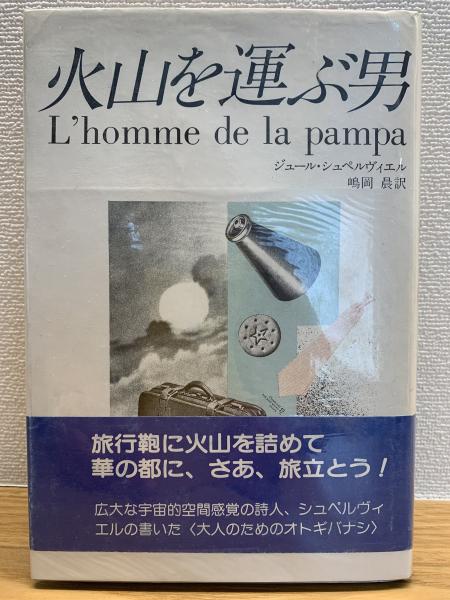 火山を運ぶ男
L'homme de la pampa
ジュール・シュペルヴィエル
嶋岡 晨訳
旅行鞄に火山を詰めて
華の都に、さあ、旅立とう!
広大な宇宙的空間感覚の詩人、シュペルヴィ
エルの書いた〈大人のためのオトギバナシ〉